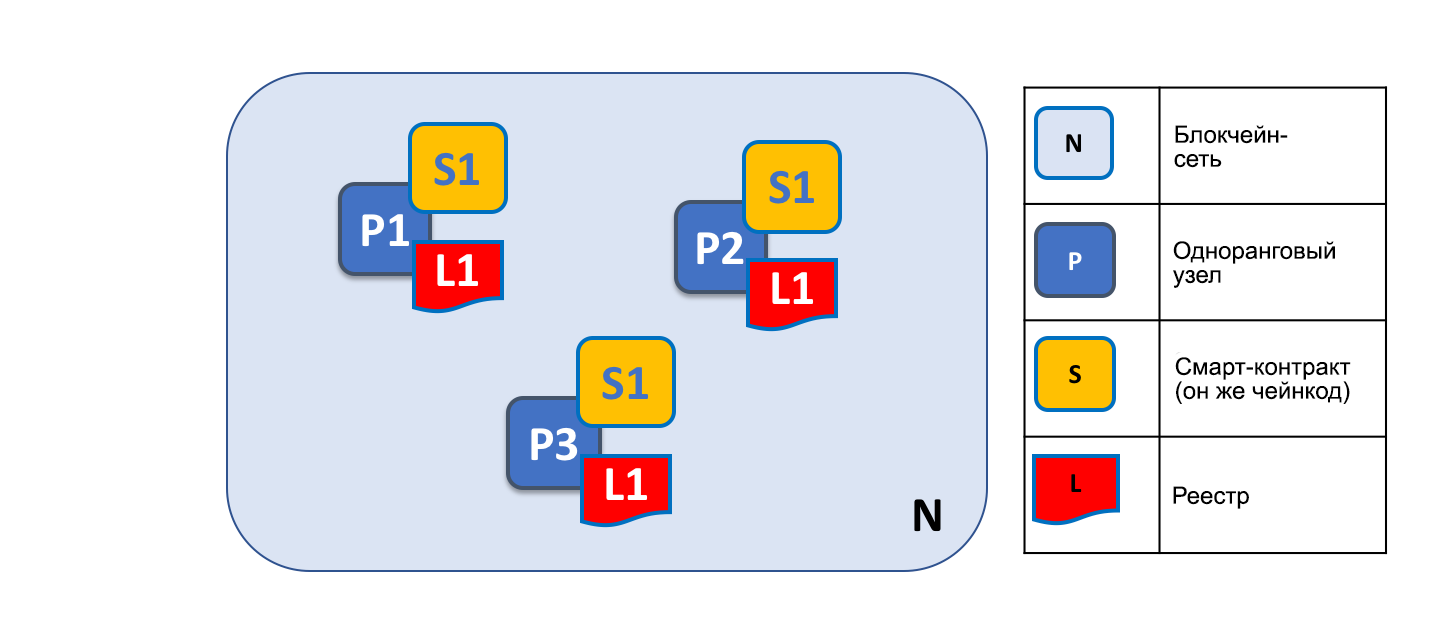 S1
P1
L1
S1
P2
L1
S1
P3
L1
N
N
Блокчейн-
сеть
P
Одноранговый
узел
S
Смарт-контракт
(он же чейнкод)
L
Реестр